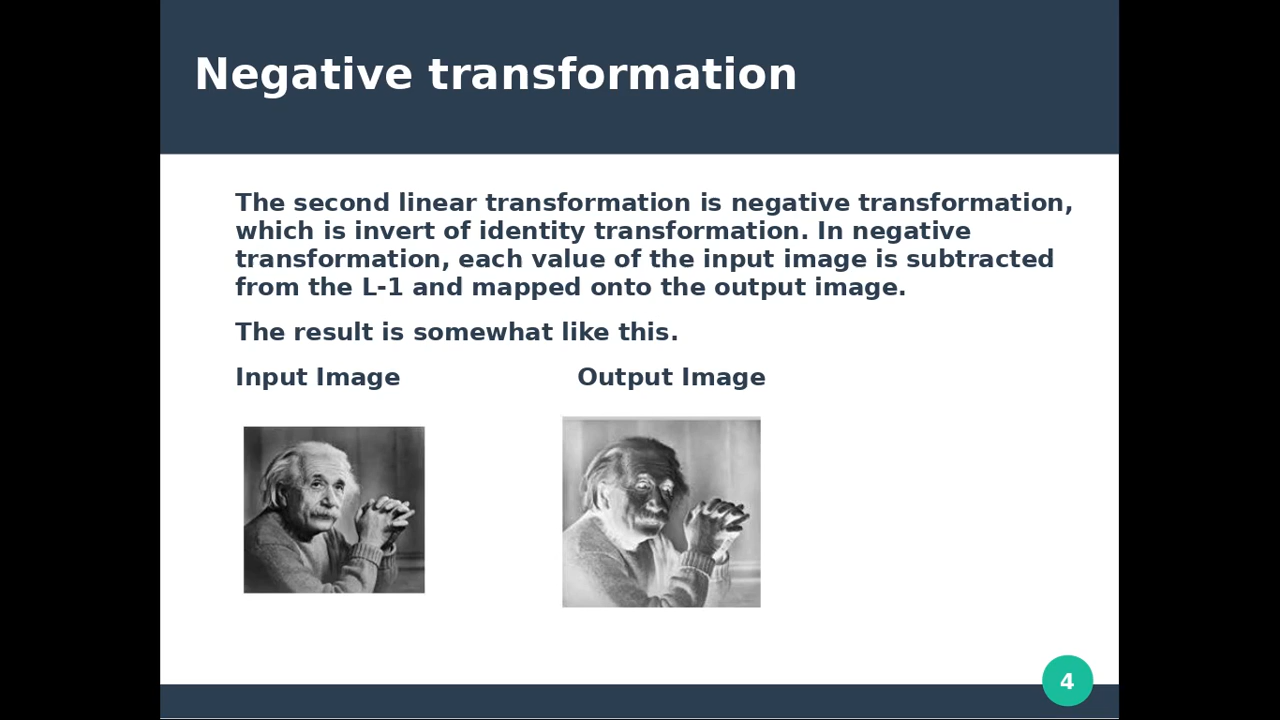 Negative transformation
The second linear transformation is negative transformation,
which is invert of identity transformation. In negative
transformation, each value of the input image is subtracted
from the L-1 and mapped onto the output image.
The result is somewhat like this.
Input Image Output Image
4